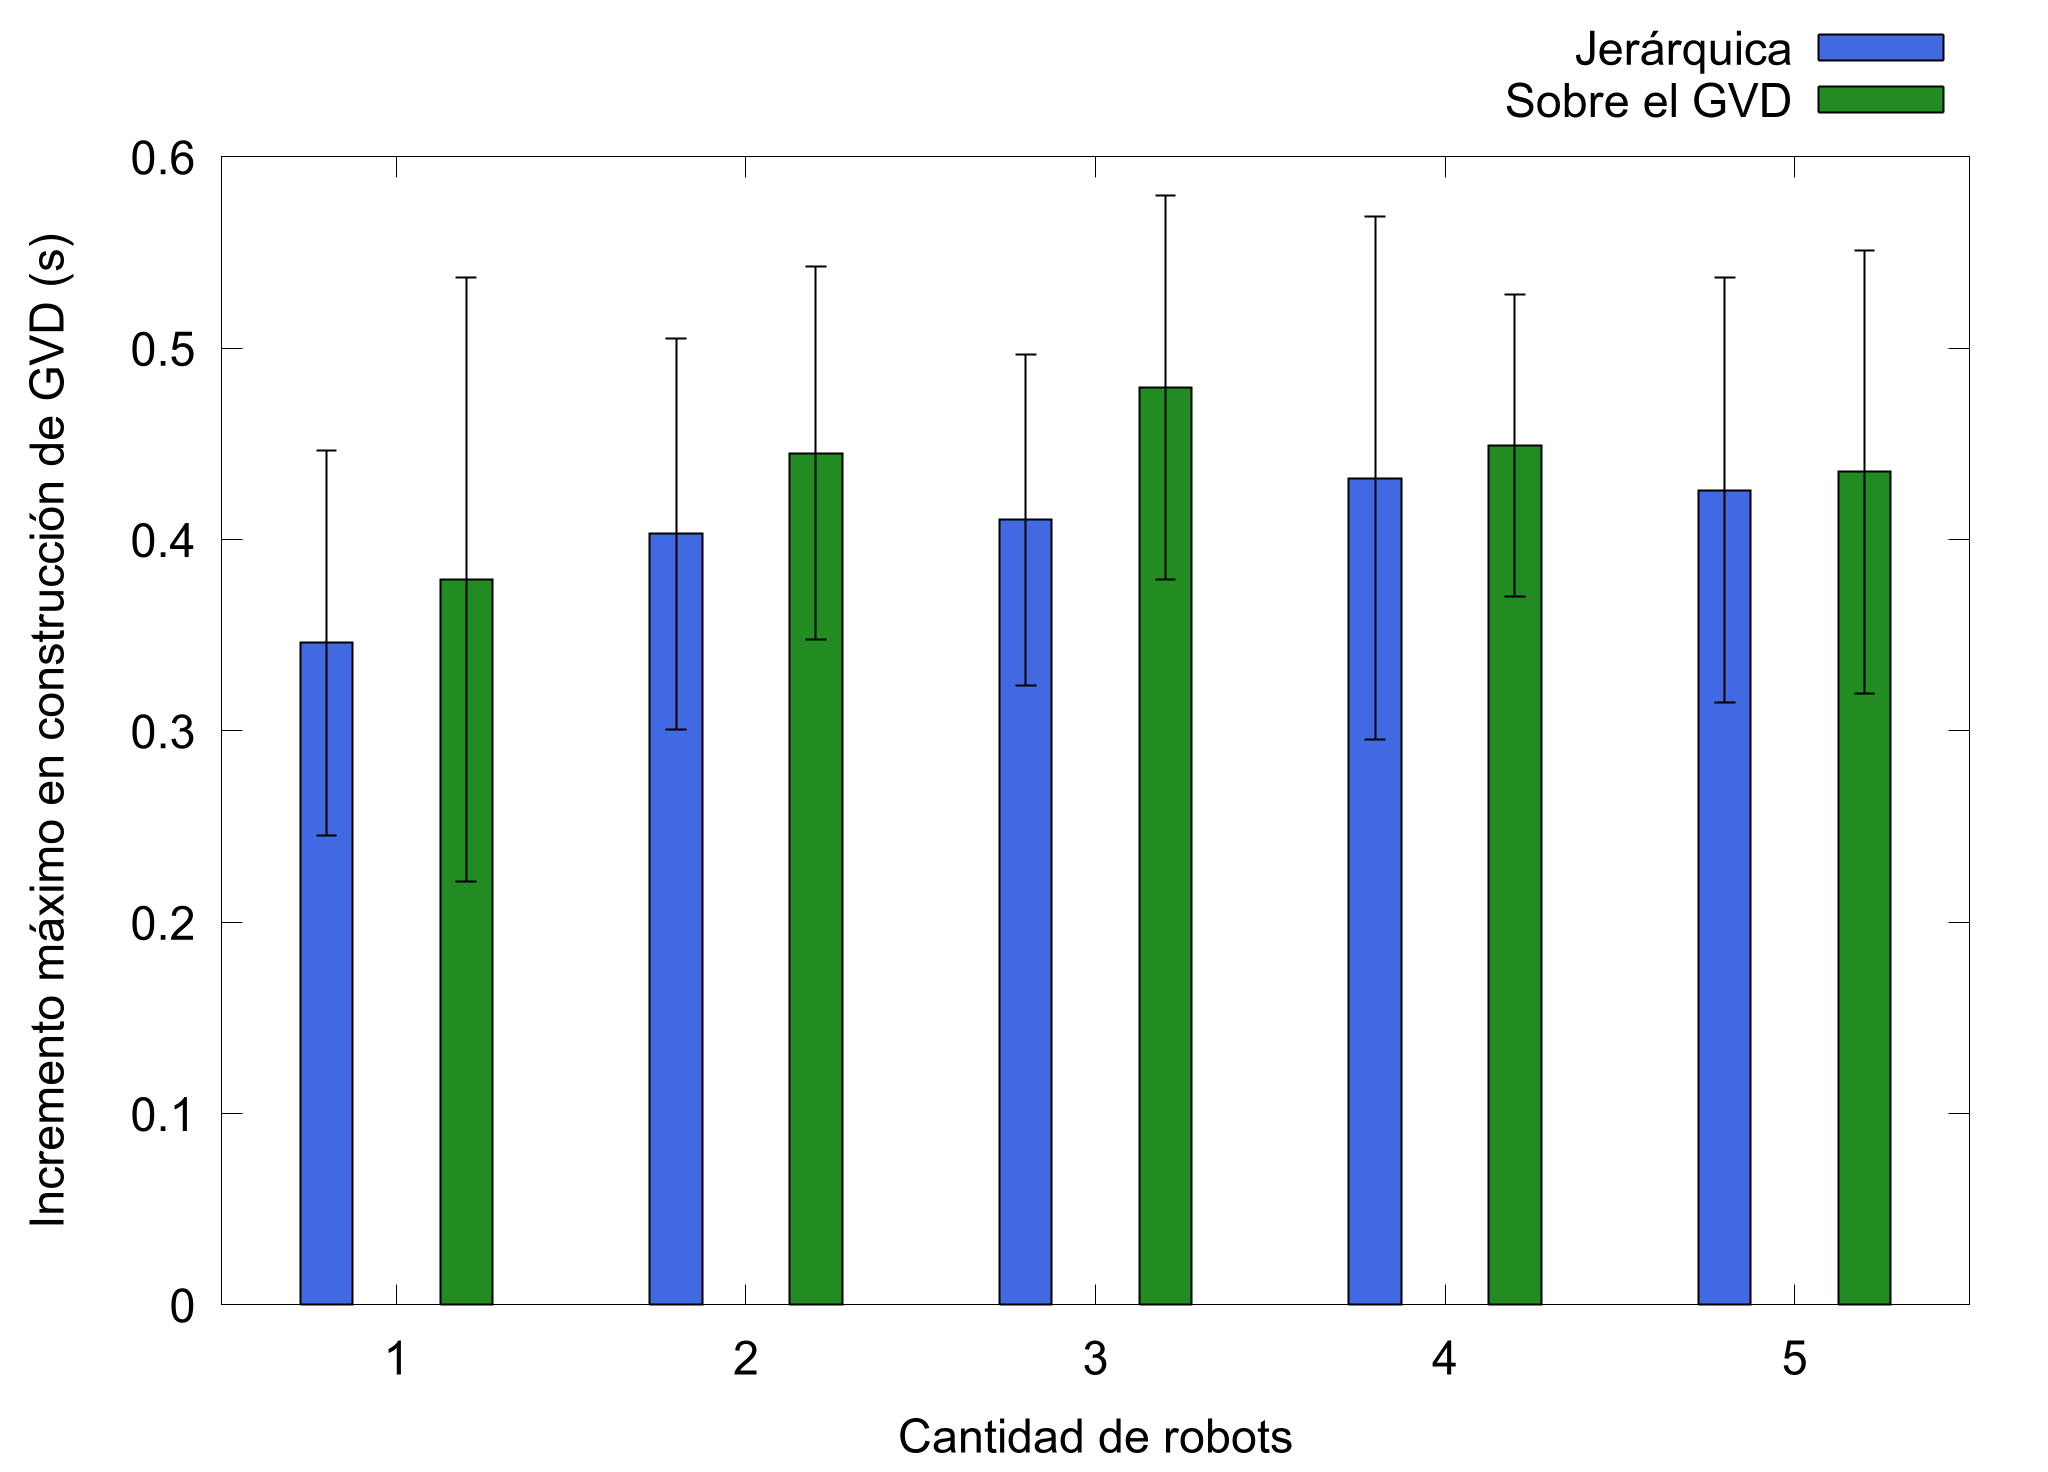 Jerárquica
Sobre el GVD
Incremento máximo en construcción de GVD (s)
0.6
0.5
0.4
0.3
0.2
0.1
0
1 2 3 4 5
Cantidad de robots